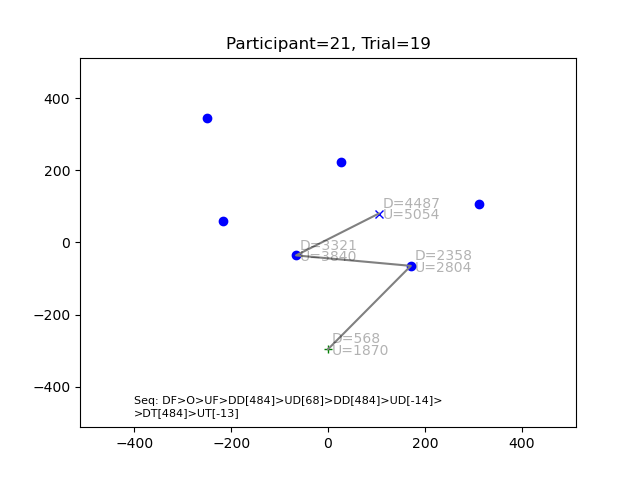 Participant=21, Trial=19
400
200
0
−200
−400
D=4487
U=5054
D=3321
U=3840
D=2358
U=2804
D=568
U=1870
Seq: DF>O>UF>DD[484]>UD[68]>DD[484]>UD[-14]>
>DT[484]>UT[-13]
−400 −200 0 200 400